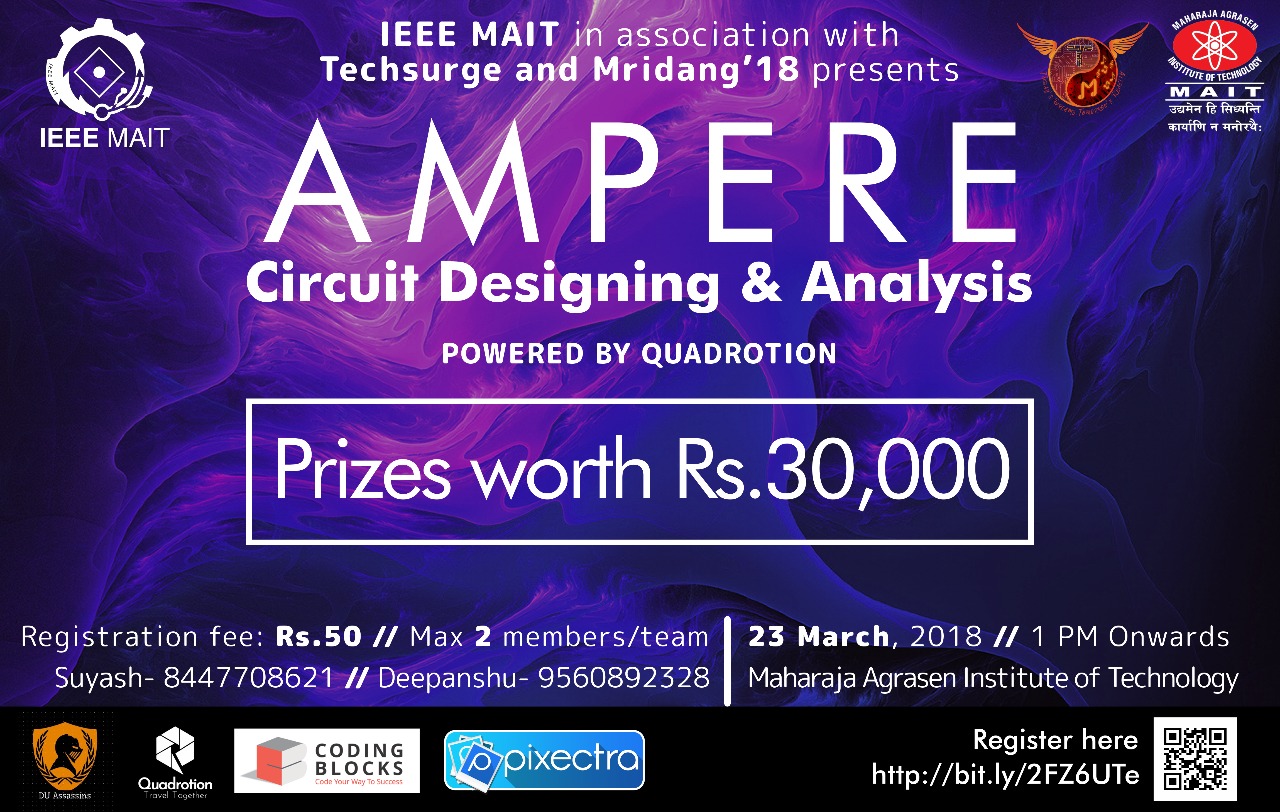 IEEE MAIT in association with
Techsurge and Mridang'18 presents
IEEE MAIT
MAHARAJA AGRASEN
INSTITUTE OF TECHNOLOGY
MAIT
उद्यमेन हि सिध्यन्ति
कार्याणि न मनोरथैः
AMPERE
Circuit Designing & Analysis
POWERED BY QUADROTION
Prizes worth Rs.30,000
Registration fee: Rs.50 // Max 2 members/team
Suyash- 8447708621 // Deepanshu- 9560892328
23 March, 2018 // 1 PM Onwards
Maharaja Agrasen Institute of Technology
DU Assassins
Quadrotion
Travel Together
CODING
BLOCKS
Code Your Way To Success
pixectra
Register here
http://bit.ly/2FZ6UTe